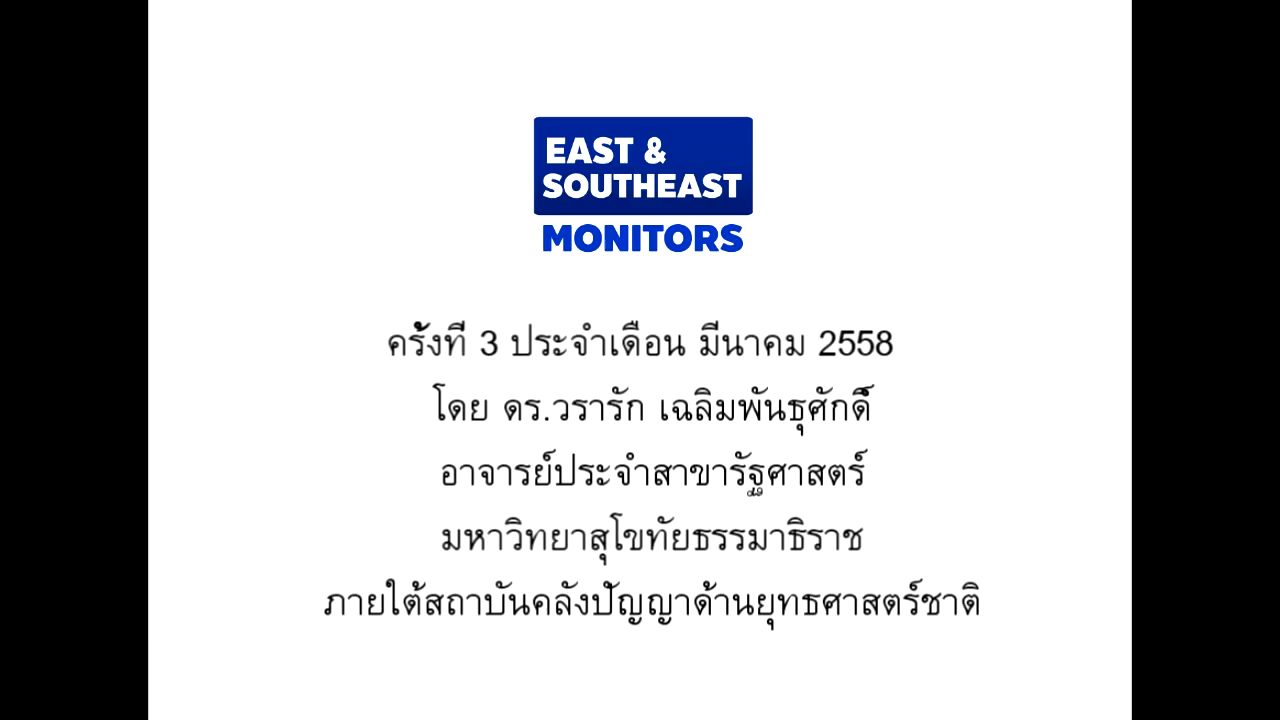 EAST &
SOUTHEAST
MONITORS
ครั้งที่ 3 ประจำเดือน มีนาคม 2558
โดย ดร.วรารัก เฉลิมพันธุศักดิ์
อาจารย์ประจำสาขารัฐศาสตร์
มหาวิทยาสุโขทัยธรรมาธิราช
ภายใต้สถาบันคลังปัญญาด้านยุทธศาสตร์ชาติ